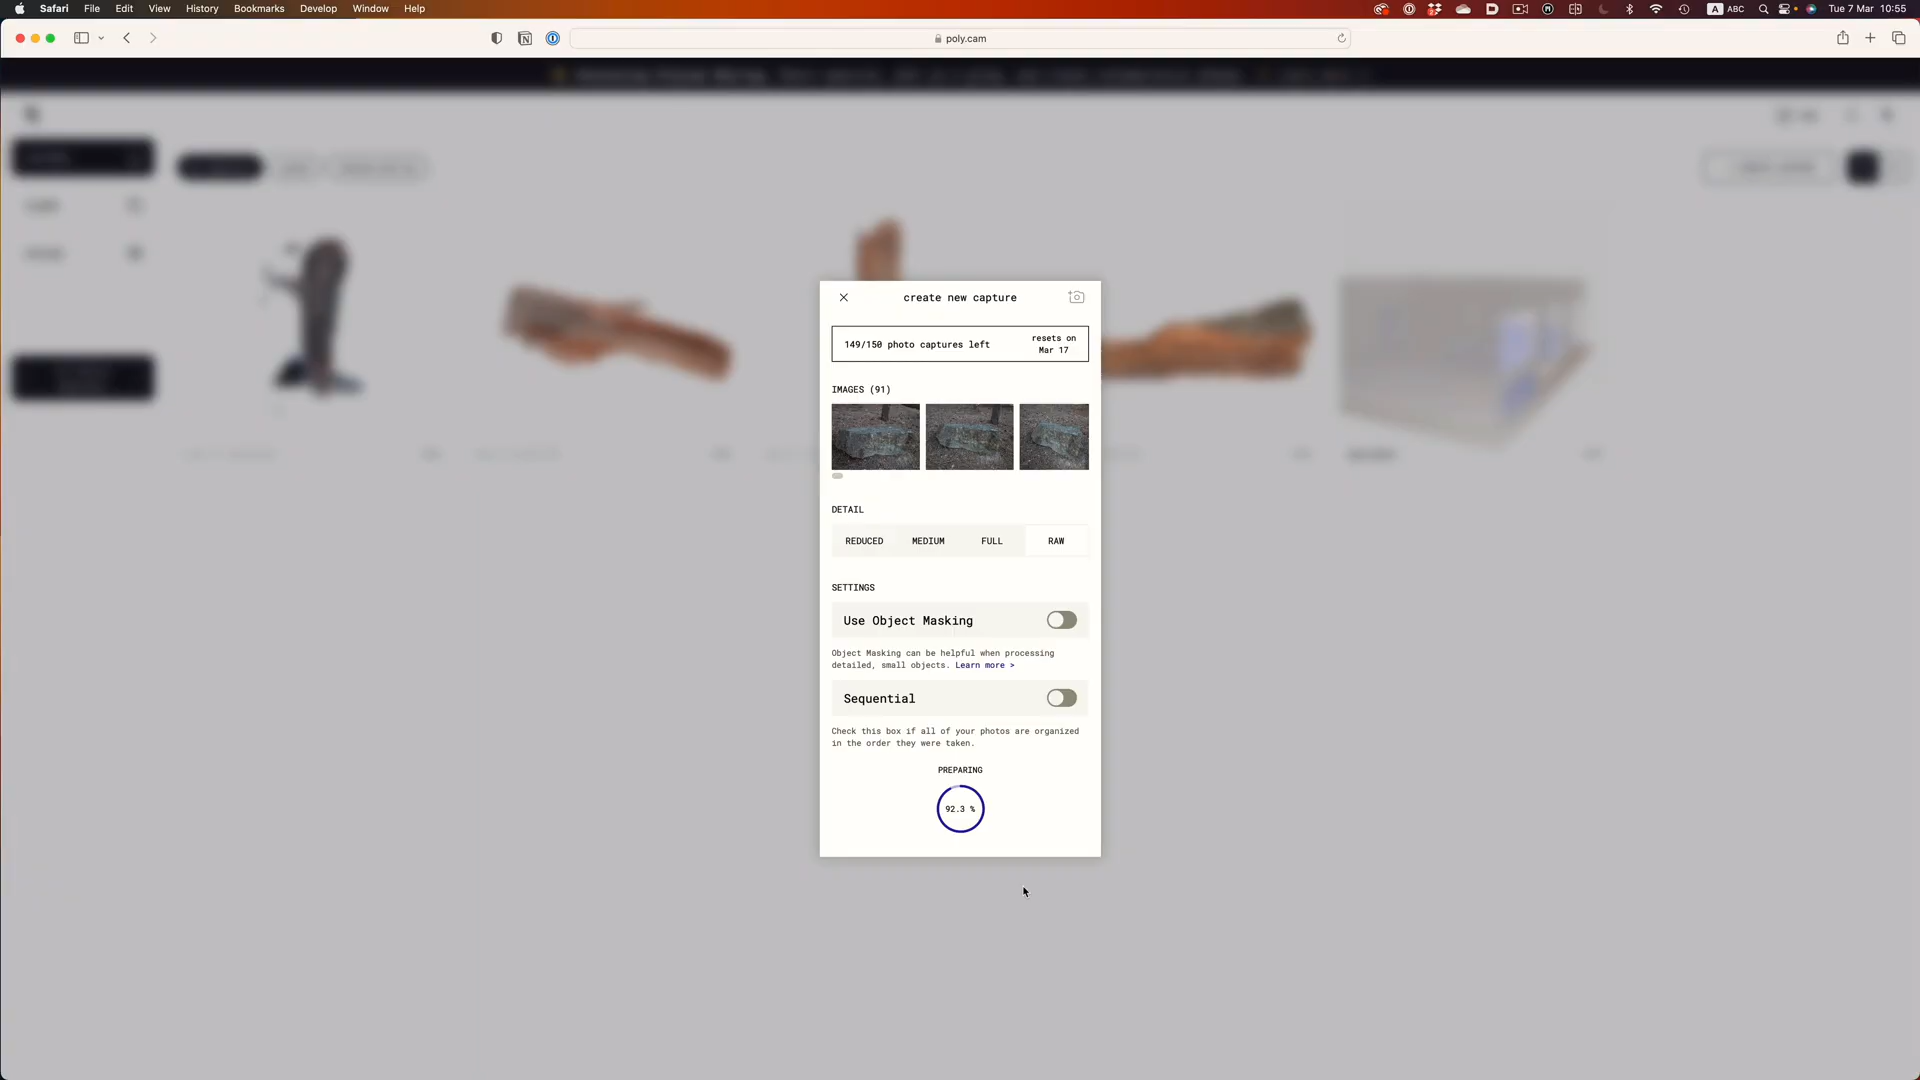 Safari File Edit View History Bookmarks Develop Window Help
ABC
Tue 7 Mar 10:55
poly.cam
create new capture
149/150 photo captures left
resets on
Mar 17
IMAGES (91)
DETAIL
REDUCED MEDIUM FULL RAW
SETTINGS
Use Object Masking
Object Masking can be helpful when processing
detailed, small objects. Learn more >
Sequential
Check this box if all of your photos are organized
in the order they were taken.
PREPARING
92.3 %